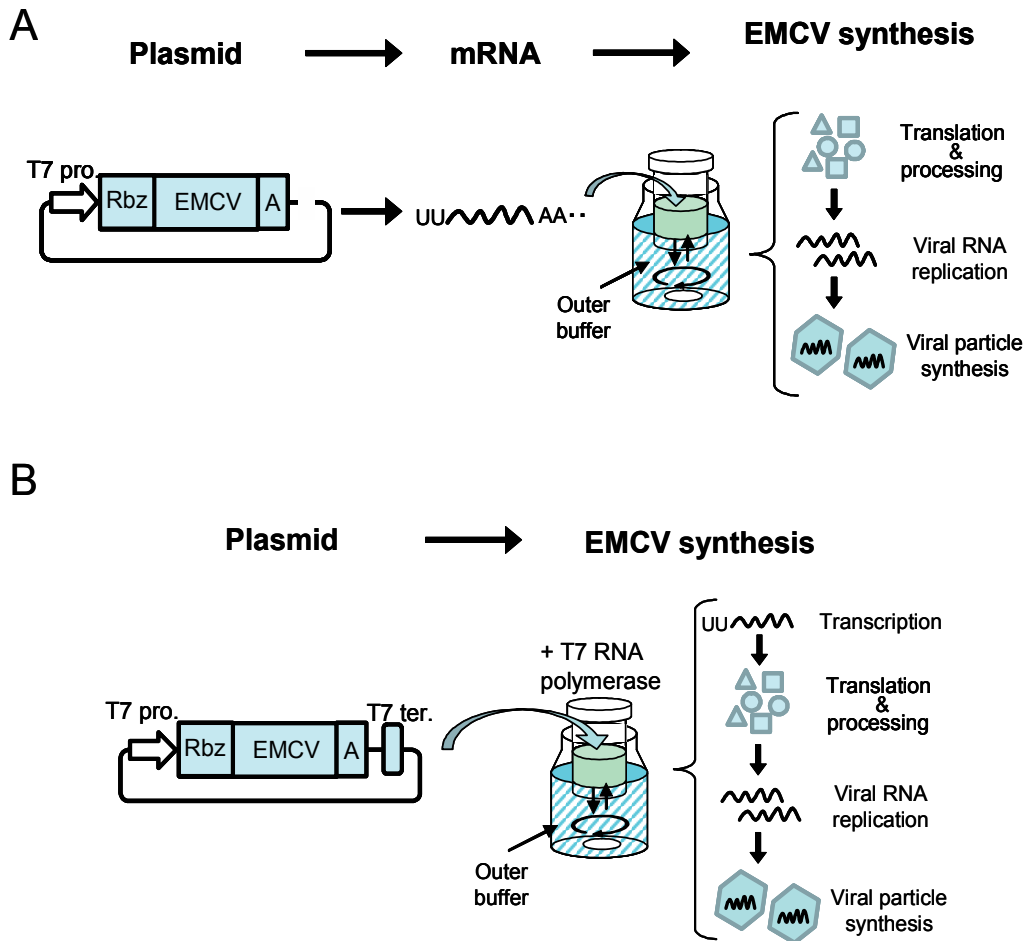 A
Plasmid
mRNA
EMCV synthesis
T7 pro.
Rbz
EMCV
A
UU
AA··
Outer
buffer
Translation
&
processing
Viral RNA
replication
Viral particle
synthesis
B
Plasmid
EMCV synthesis
T7 pro.
Rbz
EMCV
A
T7 ter.
+ T7 RNA
polymerase
Outer
buffer
UU
Transcription
Translation
&
processing
Viral RNA
replication
Viral particle
synthesis